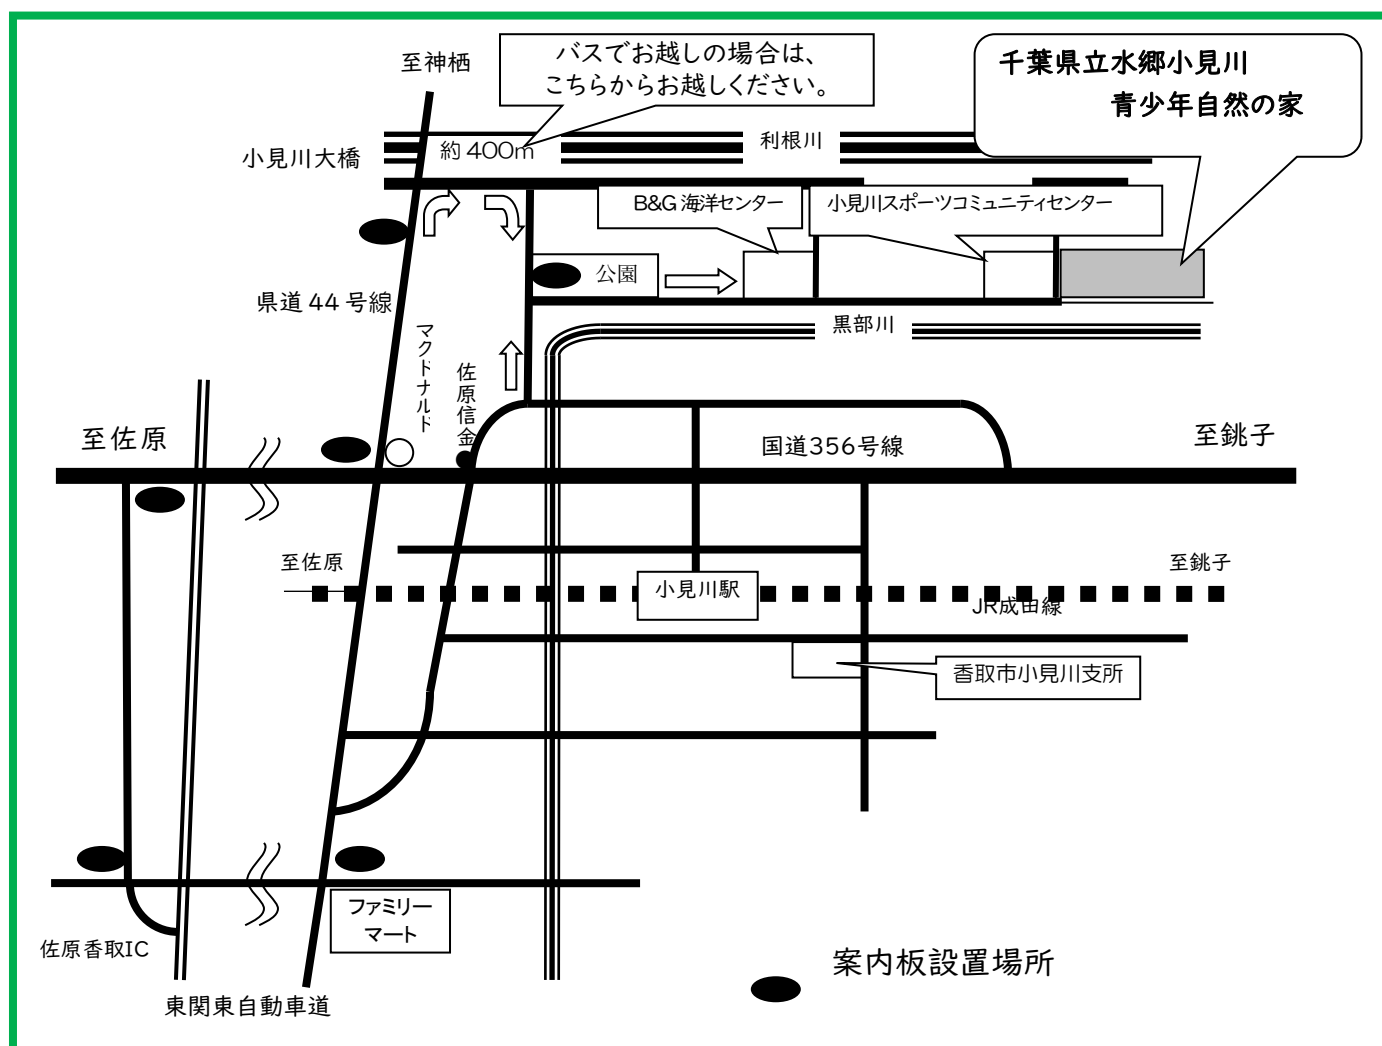 至神栖
バスでお越しの場合は、
こちらからお越しください。
千葉県立水郷小見川
青少年自然の家
小見川大橋
約400m
利根川
B&G海洋センター
小見川スポーツコミュニティセンター
公園
県道44号線
黒部川
マクドナルド
佐原信金
至佐原
国道356号線
至銚子
至佐原
小見川駅
至銚子
JR成田線
香取市小見川支所
ファミリー
マート
佐原香取IC
東関東自動車道
案内板設置場所